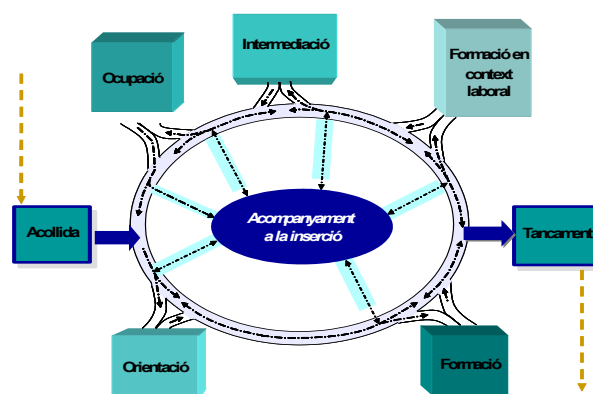 Intermediació
Formació en
context
laboral
Ocupació
Acollida
Acompanyament
a la inserció
Tancament
Orientació
Formació